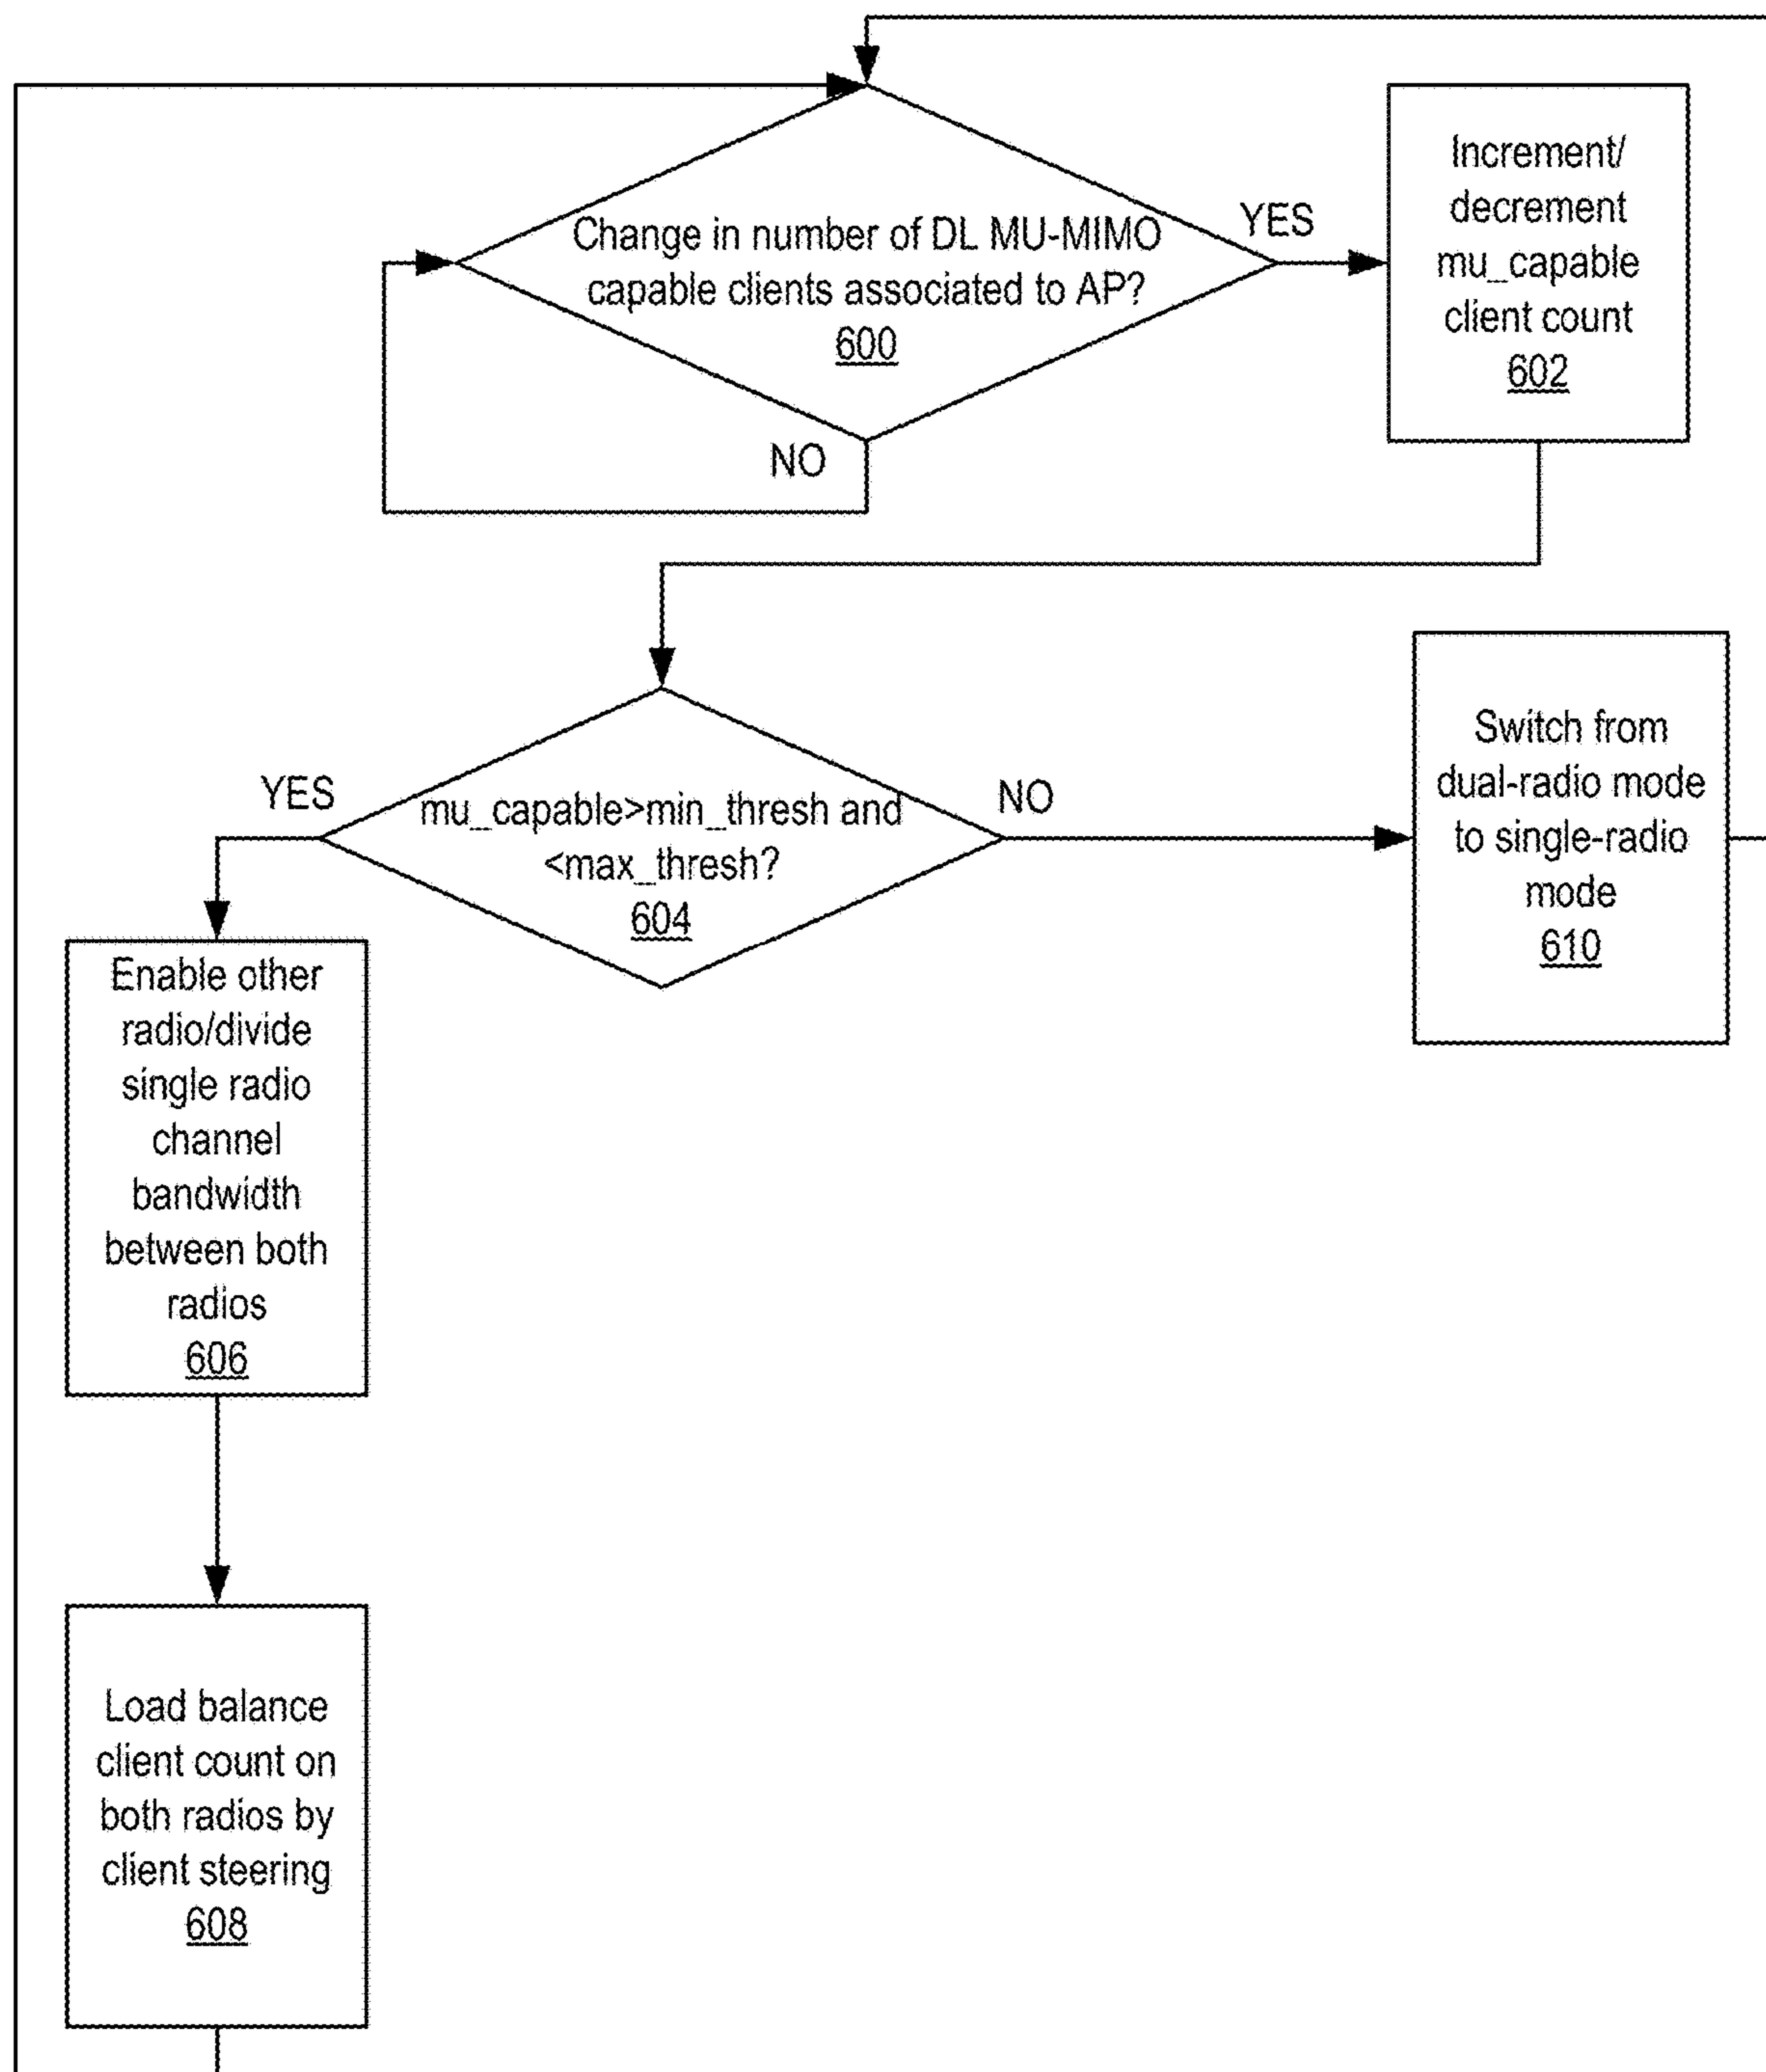 Change in number of DL MU-MIMO
capable clients associated to AP?
600
YES
NO
Increment/
decrement
mu_capable
client count
602
mu_capable>min_thresh and
<max_thresh?
604
YES
NO
Switch from
dual-radio mode
to single-radio
mode
610
Enable other
radio/divide
single radio
channel
bandwidth
between both
radios
606
Load balance
client count on
both radios by
client steering
608